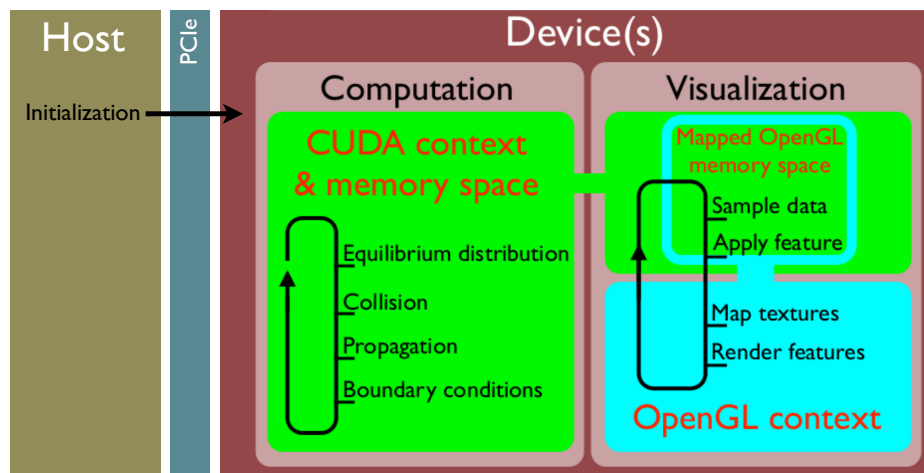 Host
PCIe
Device(s)
Initialization
Computation
CUDA context
& memory space
Equilibrium distribution
Collision
Propagation
Boundary conditions
Visualization
Mapped OpenGL
memory space
Sample data
Apply feature
Map textures
Render features
OpenGL context